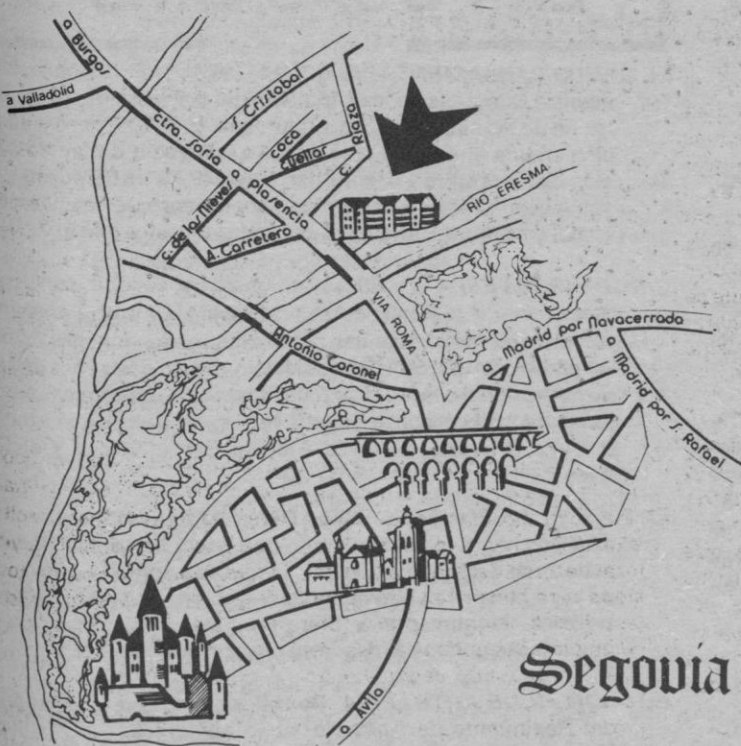 a Burgos
a Valladolid
ctra. Soria
S. Cristobal
coca
cuellar
c. Riaza
a Plasencia
c. de las Nieves
A. Carretero
RIO ERESMA
VIA ROMA
Antonio Coronel
a Madrid por Navacerrada
a Madrid por S. Rafael
a Avila
Segovia